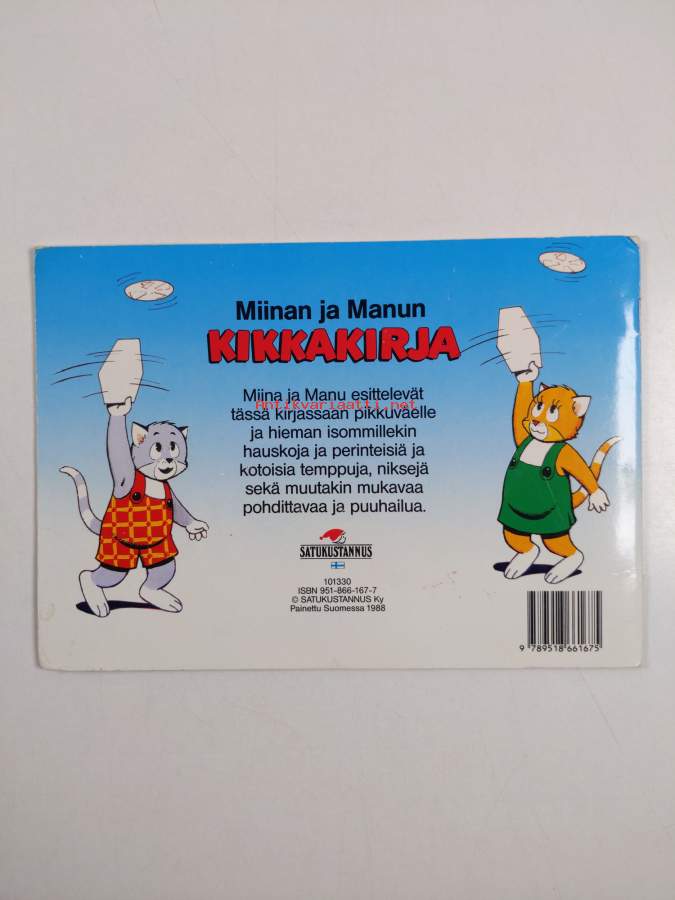 Miinan ja Manun
KIKKAKIRJA
Miina ja Manu esittelevät
tässä kirjassaan pikkuväelle
Antikvariaatti.net
ja hieman isommillekin
hauskoja ja perinteisiä ja
kotoisia temppuja, niksejä
sekä muutakin mukavaa
pohdittavaa ja puuhailua.
SATUKUSTANNUS
101330
ISBN 951-866-167-7
© SATUKUSTANNUS Ky
Painettu Suomessa 1988
9 789518 661675